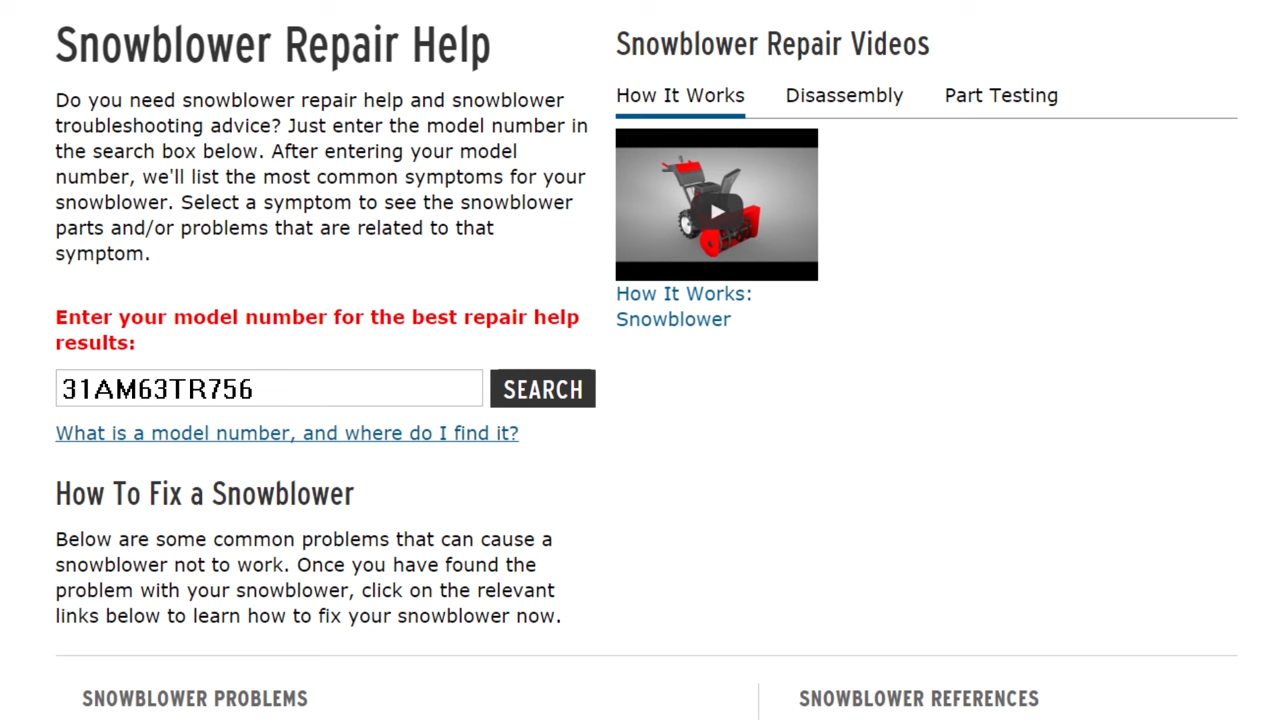 Snowblower Repair Help
Do you need snowblower repair help and snowblower
troubleshooting advice? Just enter the model number in
the search box below. After entering your model
number, we'll list the most common symptoms for your
snowblower. Select a symptom to see the snowblower
parts and/or problems that are related to that
symptom.
Enter your model number for the best repair help
results:
31AM63TR756
SEARCH
What is a model number, and where do I find it?
How To Fix a Snowblower
Below are some common problems that can cause a
snowblower not to work. Once you have found the
problem with your snowblower, click on the relevant
links below to learn how to fix your snowblower now.
Snowblower Repair Videos
How It Works
Disassembly
Part Testing
How It Works:
Snowblower
SNOWBLOWER PROBLEMS
SNOWBLOWER REFERENCES